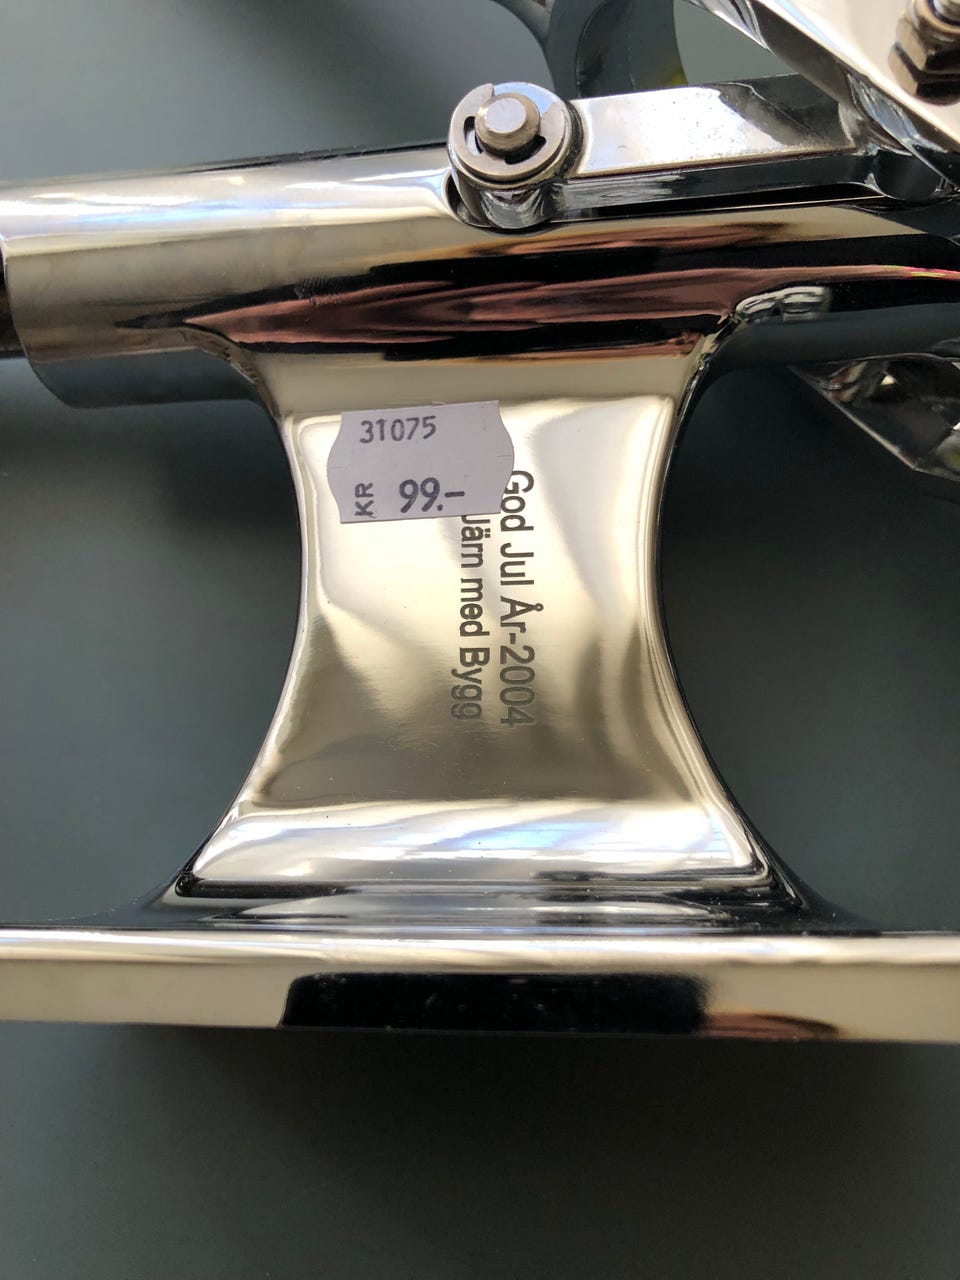 31075
KR 99.-
God Jul År-2004
Järn med Bygg